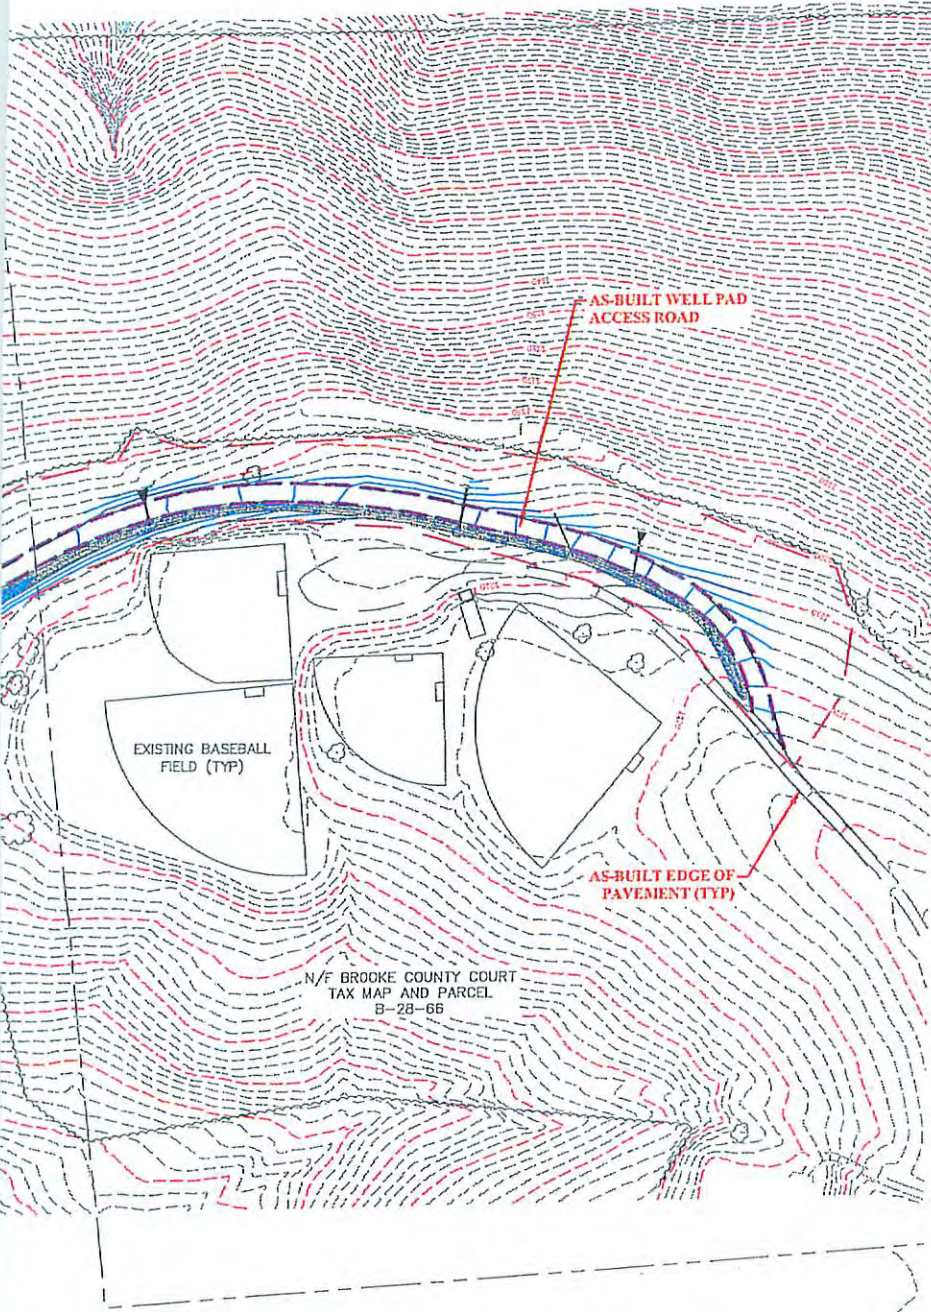 AS-BUILT WELL PAD
ACCESS ROAD
EXISTING BASEBALL
FIELD (TYP)
AS-BUILT EDGE OF
PAVEMENT (TYP)
N/F BROOKE COUNTY COURT
TAX MAP AND PARCEL
B-28-66